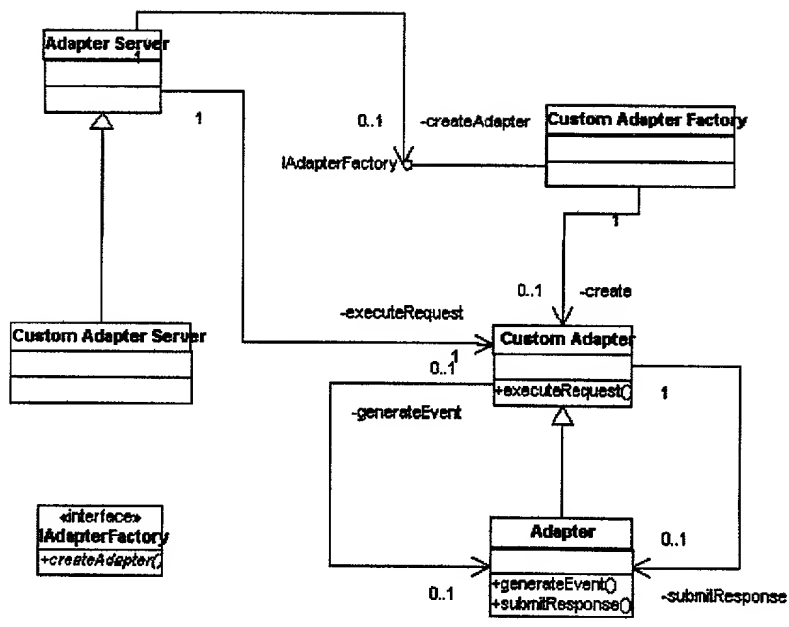 Adapter Server
1
1
0..1
-createAdapter
IAdapterFactory
Custom Adapter Factory
1
0..1
-create
Custom Adapter Server
-executeRequest
1
Custom Adapter
0..1
+executeRequest()
1
-generateEvent
«interface»
IAdapterFactory
+createAdapter()
Adapter
0..1
0..1
+generateEvent()
+submitResponse()
-submitResponse